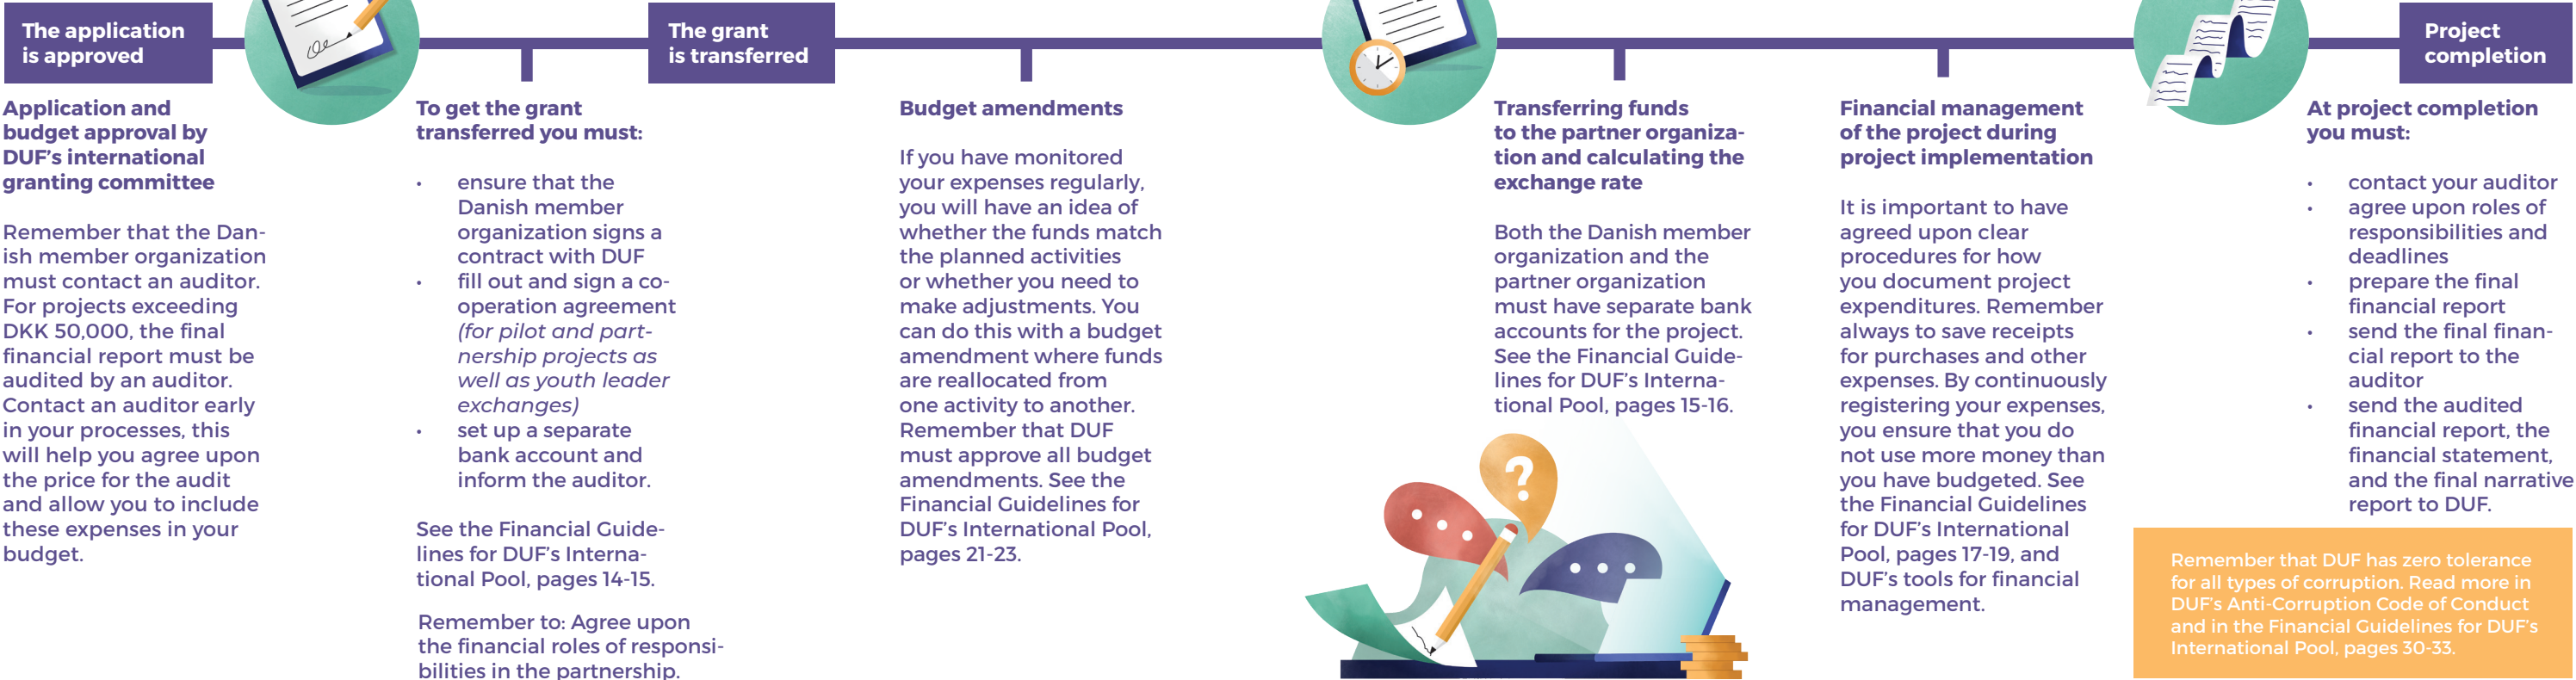 The application
is approved
The grant
is transferred
Project
completion
Application and
budget approval by
DUF's international
granting committee
Remember that the Dan-
ish member organization
must contact an auditor.
For projects exceeding
DKK 50,000, the final
financial report must be
audited by an auditor.
Contact an auditor early
in your processes, this
will help you agree upon
the price for the audit
and allow you to include
these expenses in your
budget.
To get the grant
transferred you must:
• ensure that the
Danish member
organization signs a
contract with DUF
• fill out and sign a co-
operation agreement
(for pilot and part-
nership projects as
well as youth leader
exchanges)
• set up a separate
bank account and
inform the auditor.
See the Financial Guide-
lines for DUF's Interna-
tional Pool, pages 14-15.
Remember to: Agree upon
the financial roles of responsi-
bilities in the partnership.
Budget amendments
If you have monitored
your expenses regularly,
you will have an idea of
whether the funds match
the planned activities
or whether you need to
make adjustments. You
can do this with a budget
amendment where funds
are reallocated from
one activity to another.
Remember that DUF
must approve all budget
amendments. See the
Financial Guidelines for
DUF's International Pool,
pages 21-23.
Transferring funds
to the partner organiza-
tion and calculating the
exchange rate
Both the Danish member
organization and the
partner organization
must have separate bank
accounts for the project.
See the Financial Guide-
lines for DUF's Interna-
tional Pool, pages 15-16.
?
Financial management
of the project during
project implementation
It is important to have
agreed upon clear
procedures for how
you document project
expenditures. Remember
always to save receipts
for purchases and other
expenses. By continuously
registering your expenses,
you ensure that you do
not use more money than
you have budgeted. See
the Financial Guidelines
for DUF's International
Pool, pages 17-19, and
DUF's tools for financial
management.
At project completion
you must:
• contact your auditor
• agree upon roles of
responsibilities and
deadlines
• prepare the final
financial report
• send the final finan-
cial report to the
auditor
• send the audited
financial report, the
financial statement,
and the final narrative
report to DUF.
Remember that DUF has zero tolerance
for all types of corruption. Read more in
DUF's Anti-Corruption Code of Conduct
and in the Financial Guidelines for DUF's
International Pool, pages 30-33.